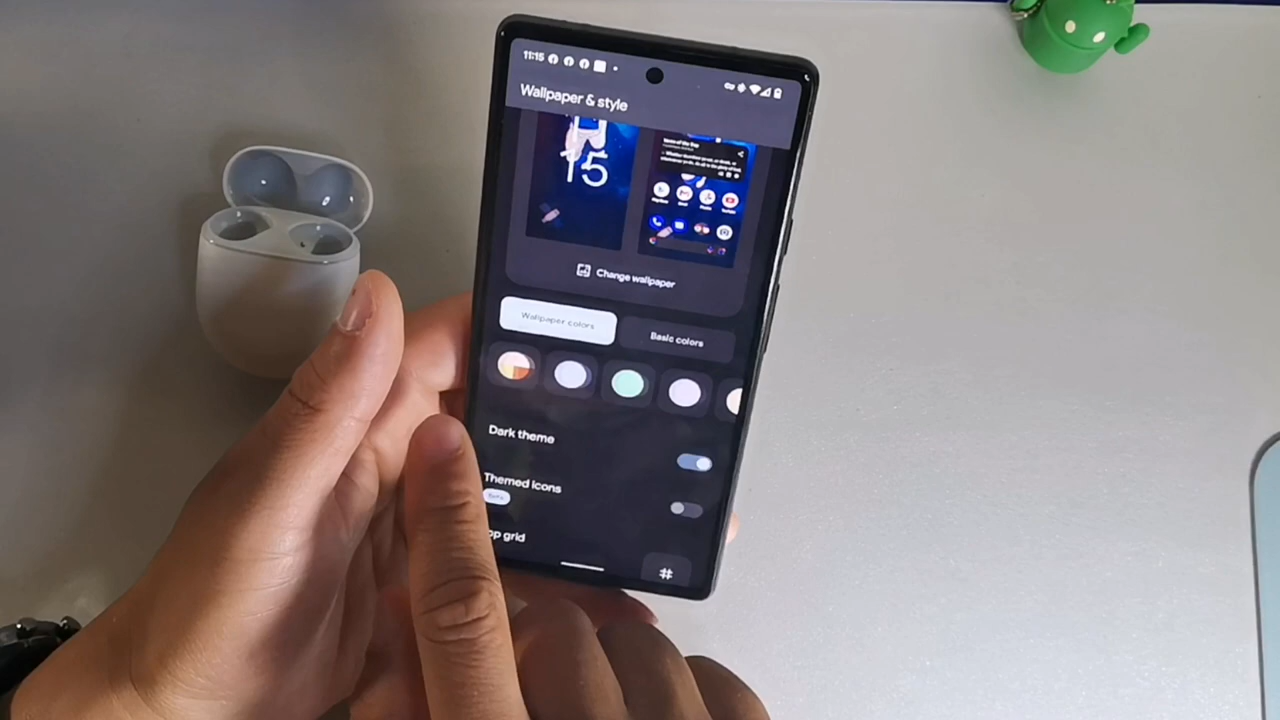 11:15
Wallpaper & style
15
Change wallpaper
Wallpaper colors
Basic colors
Dark theme
Themed icons
Beta
pp grid